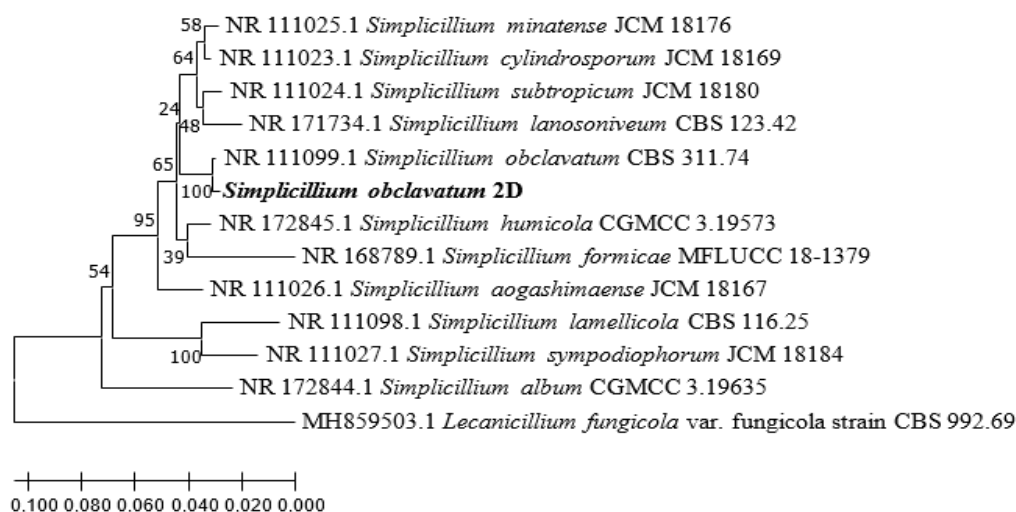 58
NR 111025.1 Simplicillium minatense JCM 18176
64
NR 111023.1 Simplicillium cylindrosporum JCM 18169
NR 111024.1 Simplicillium subtropicum JCM 18180
24
48
NR 171734.1 Simplicillium lanosoniveum CBS 123.42
65
NR 111099.1 Simplicillium obclavatum CBS 311.74
100
Simplicillium obclavatum 2D
95
NR 172845.1 Simplicillium humicola CGMCC 3.19573
39
NR 168789.1 Simplicillium formicae MFLUCC 18-1379
54
NR 111026.1 Simplicillium aogashimaense JCM 18167
NR 111098.1 Simplicillium lamellicola CBS 116.25
100
NR 111027.1 Simplicillium sympodiophorum JCM 18184
NR 172844.1 Simplicillium album CGMCC 3.19635
MH859503.1 Lecanicillium fungicola var. fungicola strain CBS 992.69
0.100 0.080 0.060 0.040 0.020 0.000